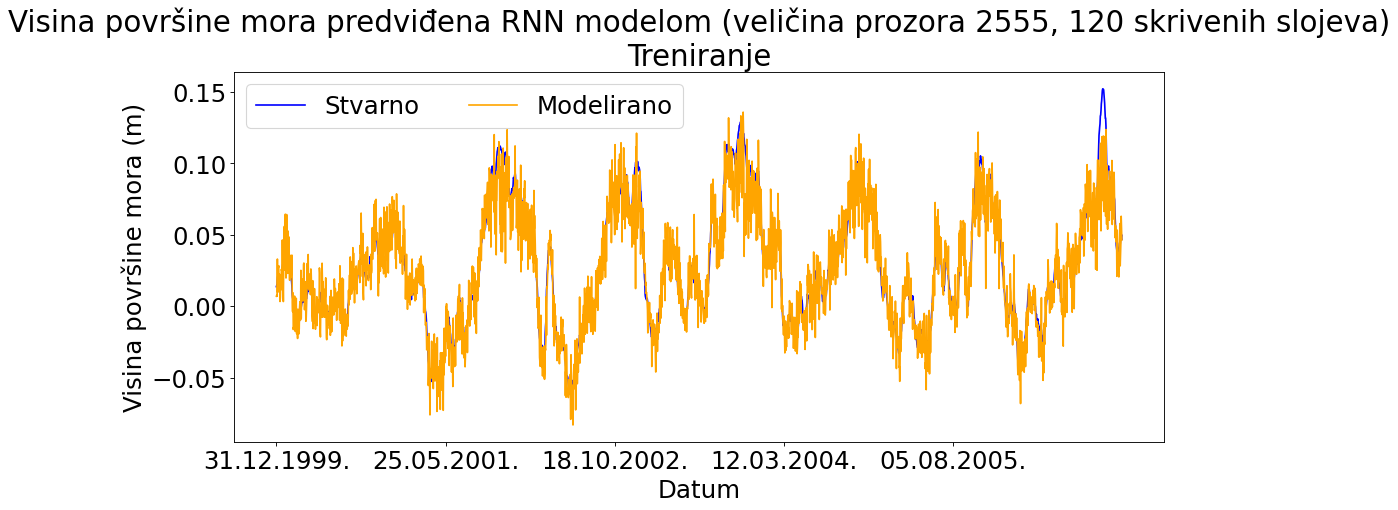 Visina površine mora predviđena RNN modelom (veličina prozora 2555, 120 skrivenih slojeva)
Treniranje
Stvarno
Modelirano
Visina površine mora (m)
0.15
0.10
0.05
0.00
−0.05
31.12.1999.
25.05.2001.
18.10.2002.
12.03.2004.
05.08.2005.
Datum